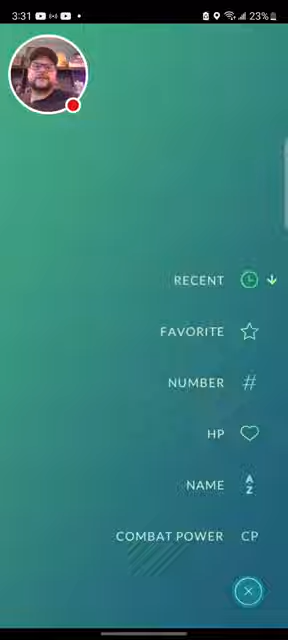 3:31
23%
RECENT
FAVORITE
NUMBER #
HP
NAME A Z
COMBAT POWER CP